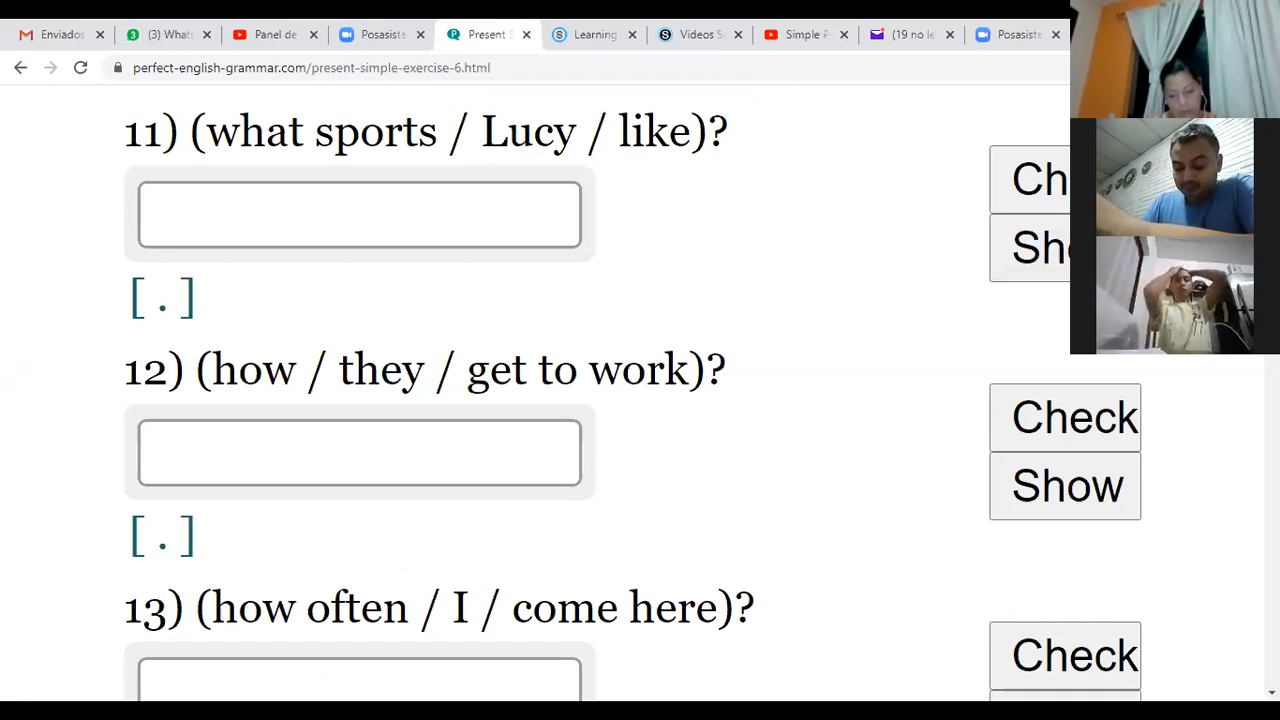 Enviados
(3) Whats
Panel de
Posasiste
Present S
Learning
Videos S
Simple P
(19 no le
Posasiste
perfect-english-grammar.com/present-simple-exercise-6.html
11) (what sports / Lucy / like)?
Ch
Sh
[ . ]
12) (how / they / get to work)?
Check
Show
[ . ]
13) (how often / I / come here)?
Check